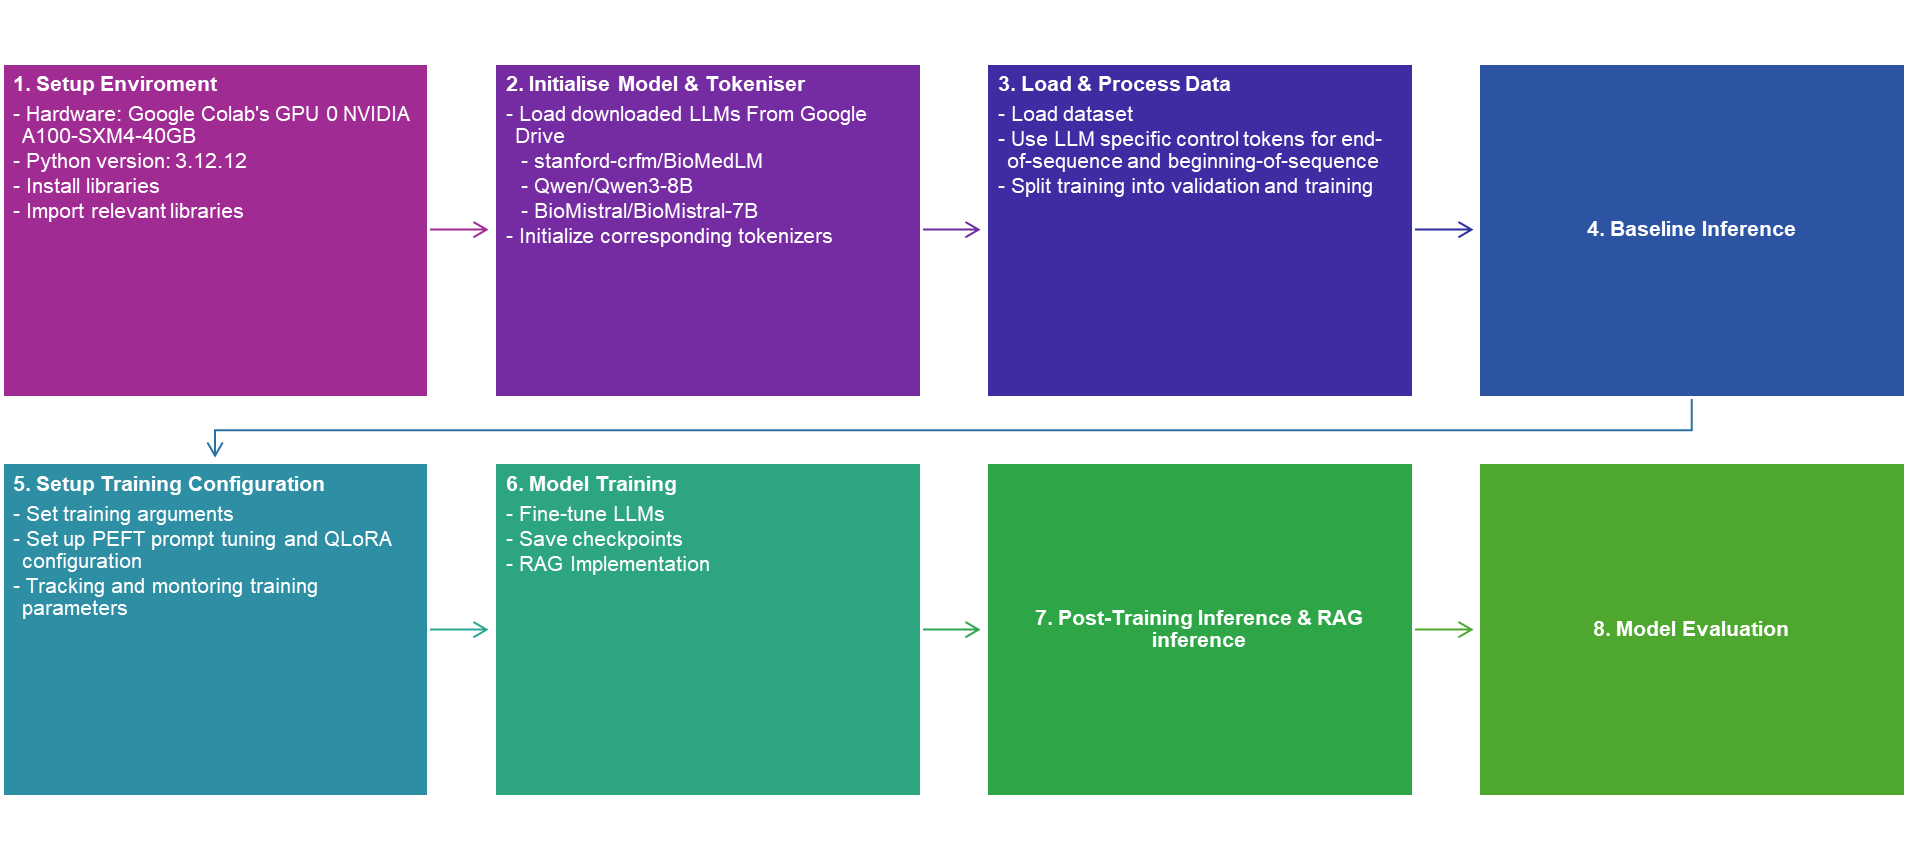 1. Setup Enviroment
- Hardware: Google Colab's GPU 0 NVIDIA
A100-SXM4-40GB
- Python version: 3.12.12
- Install libraries
- Import relevant libraries
2. Initialise Model & Tokeniser
- Load downloaded LLMs From Google
Drive
- stanford-crfm/BioMedLM
- Qwen/Qwen3-8B
- BioMistral/BioMistral-7B
- Initialize corresponding tokenizers
3. Load & Process Data
- Load dataset
- Use LLM specific control tokens for end-
of-sequence and beginning-of-sequence
- Split training into validation and training
4. Baseline Inference
5. Setup Training Configuration
- Set training arguments
- Set up PEFT prompt tuning and QLoRA
configuration
- Tracking and montoring training
parameters
6. Model Training
- Fine-tune LLMs
- Save checkpoints
- RAG Implementation
7. Post-Training Inference & RAG
inference
8. Model Evaluation